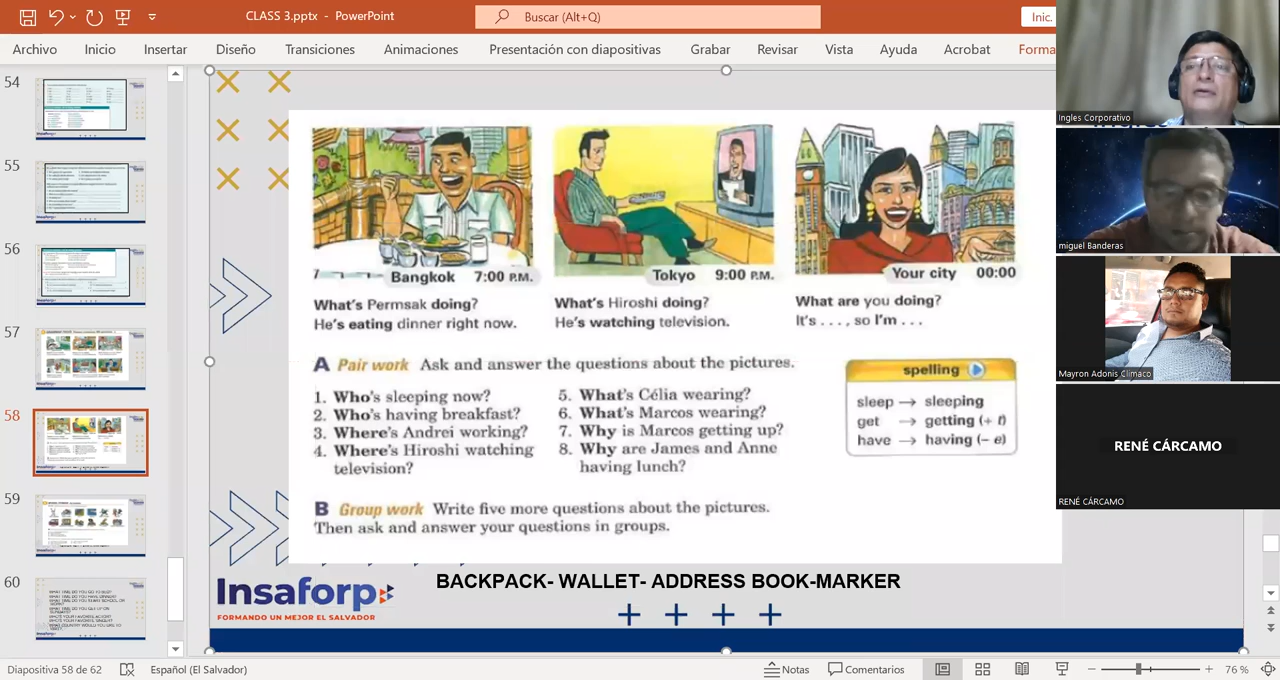 CLASS 3.pptx - PowerPoint
Buscar (Alt+Q)
Inic.
Archivo Inicio Insertar Diseño Transiciones Animaciones Presentación con diapositivas Grabar Revisar Vista Ayuda Acrobat Forma
54
55
56
57
58
59
60
Bangkok 7:00 P.M.
What's Permsak doing?
He's eating dinner right now.
Tokyo 9:00 P.M.
What's Hiroshi doing?
He's watching television.
Your city 00:00
What are you doing?
It's . . . , so I'm . . .
A Pair work Ask and answer the questions about the pictures.
1. Who's sleeping now?
2. Who's having breakfast?
3. Where's Andrei working?
4. Where's Hiroshi watching
television?
5. What's Célia wearing?
6. What's Marcos wearing?
7. Why is Marcos getting up?
8. Why are James and Anne
having lunch?
spelling
sleep → sleeping
get → getting (+ t)
have → having (– e)
B Group work Write five more questions about the pictures.
Then ask and answer your questions in groups.
BACKPACK- WALLET- ADDRESS BOOK-MARKER
Insaforp
FORMANDO UN MEJOR EL SALVADOR
Ingles Corporativo
miguel Banderas
Mayron Adonis Climaco
RENÉ CÁRCAMO
RENÉ CÁRCAMO
Diapositiva 58 de 62
Español (El Salvador)
Notas
Comentarios
76 %